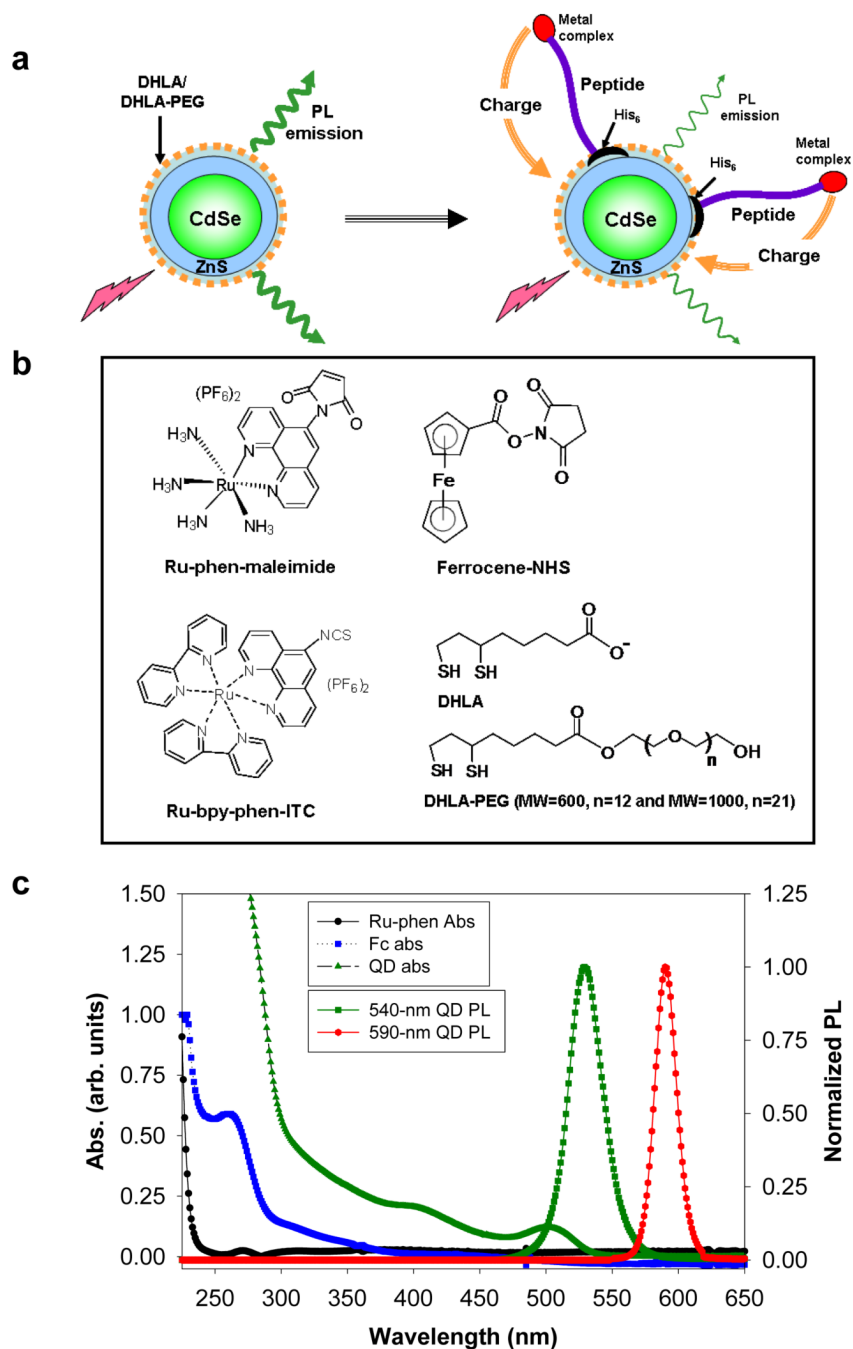 a
DHLA/
DHLA-PEG
PL
emission
CdSe
ZnS
Metal
complex
Peptide
Charge
His6
PL
emission
His6
Metal
complex
Peptide
CdSe
Charge
ZnS
b
(PF6)2
O
N
O
H3N
N
H3N
Ru
N
H3N
NH3
Ru-phen-maleimide
O
O
O
N
O
Fe
Ferrocene-NHS
NCS
N
N
N
Ru
(PF6)2
N
N
N
Ru-bpy-phen-ITC
O
O-
SH
SH
DHLA
O
O
O
OH
n
SH
SH
DHLA-PEG (MW=600, n=12 and MW=1000, n=21)
c
1.50
1.25
1.00
0.75
0.50
0.25
0.00
Abs. (arb. units)
Ru-phen Abs
Fc abs
QD abs
540-nm QD PL
590-nm QD PL
1.25
1.00
0.75
0.50
0.25
0.00
Normalized PL
250 300 350 400 450 500 550 600 650
Wavelength (nm)